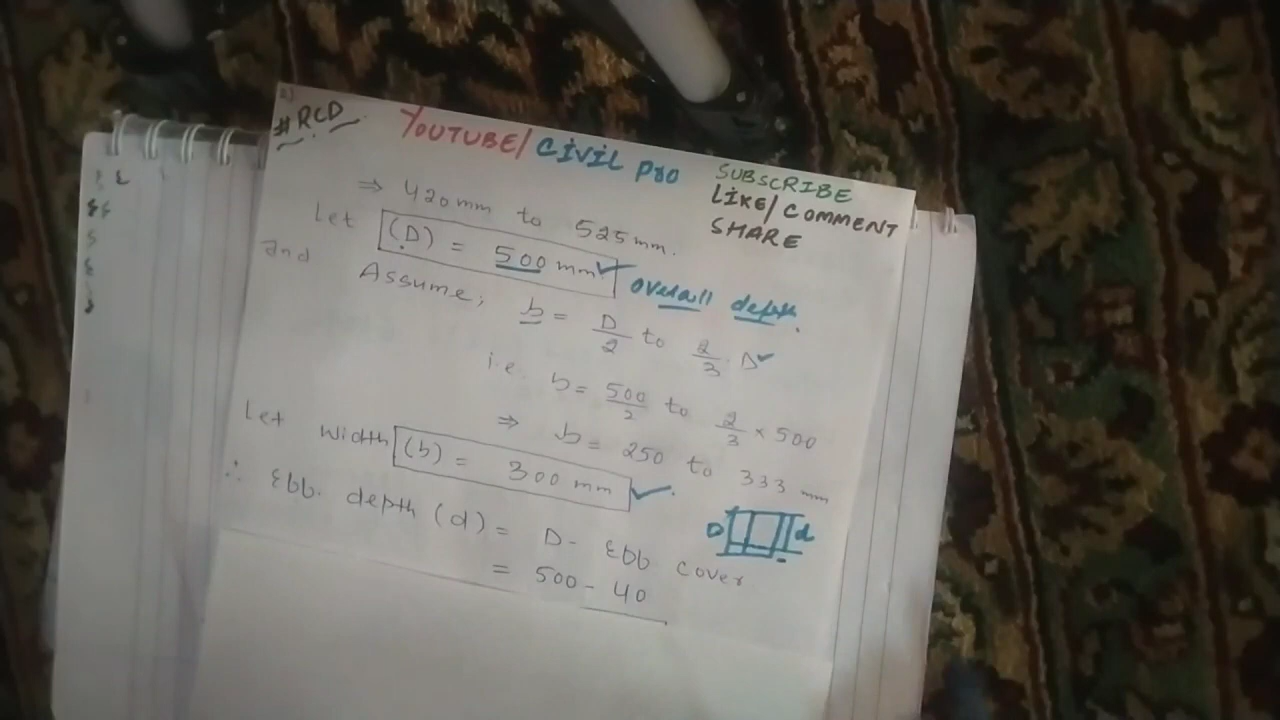 #RCD
YOUTUBE/ CiViL pro
SUBSCRIBE
LiKE/ COMMENT
SHARE
⇒ 420mm to 525mm.
Let (D) = 500 mm overall depth.
and Assume; b = D/2 to 2/3 . D
i.e b = 500/2 to 2/3 × 500
⇒ b = 250 to 333 mm
Let width (b) = 300 mm
∴ Ebb. depth (d) = D - Ebb cover
D d
= 500 - 40